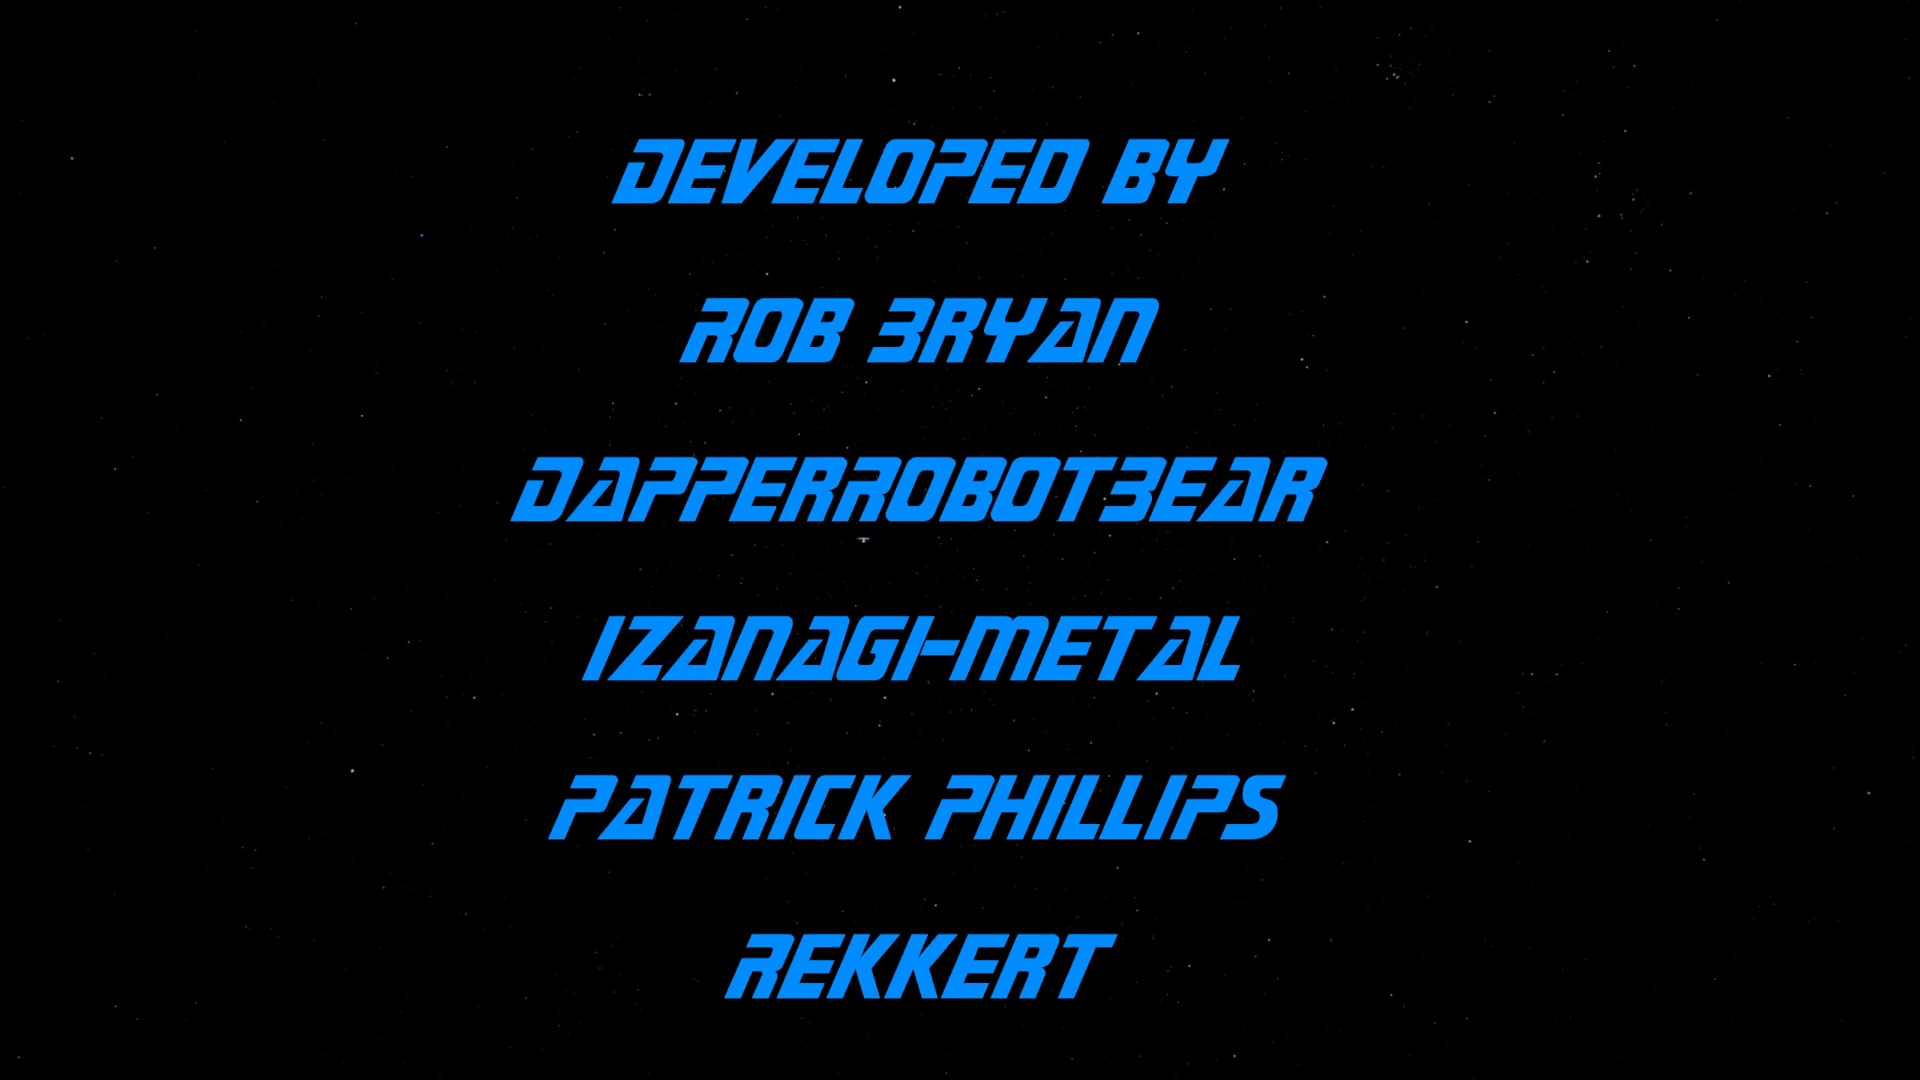 DEVELOPED BY
ROB BRYAN
DAPPERROBOTBEAR
IZANAGI-METAL
PATRICK PHILLIPS
REKKERT